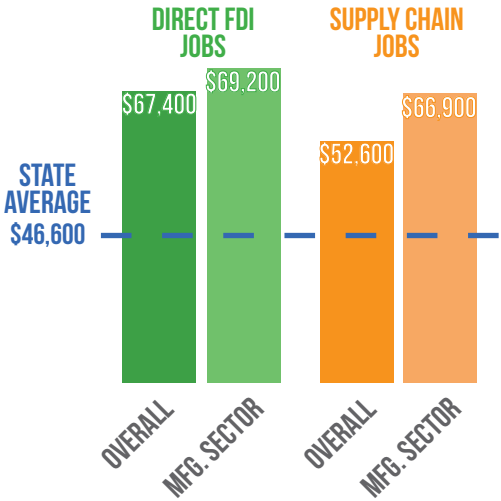 DIRECT FDI
JOBS
SUPPLY CHAIN
JOBS
$67,400
$69,200
$52,600
$66,900
STATE
AVERAGE
$46,600
OVERALL
MFG. SECTOR
OVERALL
MFG. SECTOR